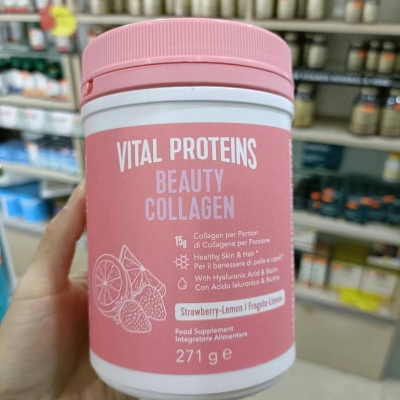 VITAL PROTEINS
BEAUTY
COLLAGEN
15g
Collagen per Portion
di Collagene per Porzione
Healthy Skin & Hair
Per il benessere di pelle e capelli
With Hyaluronic Acid & Biotin
Con Acido Ialuronico & Biotina
Strawberry-Lemon / Fragola-Limone
Food Supplement
Integratore Alimentare
271 g e